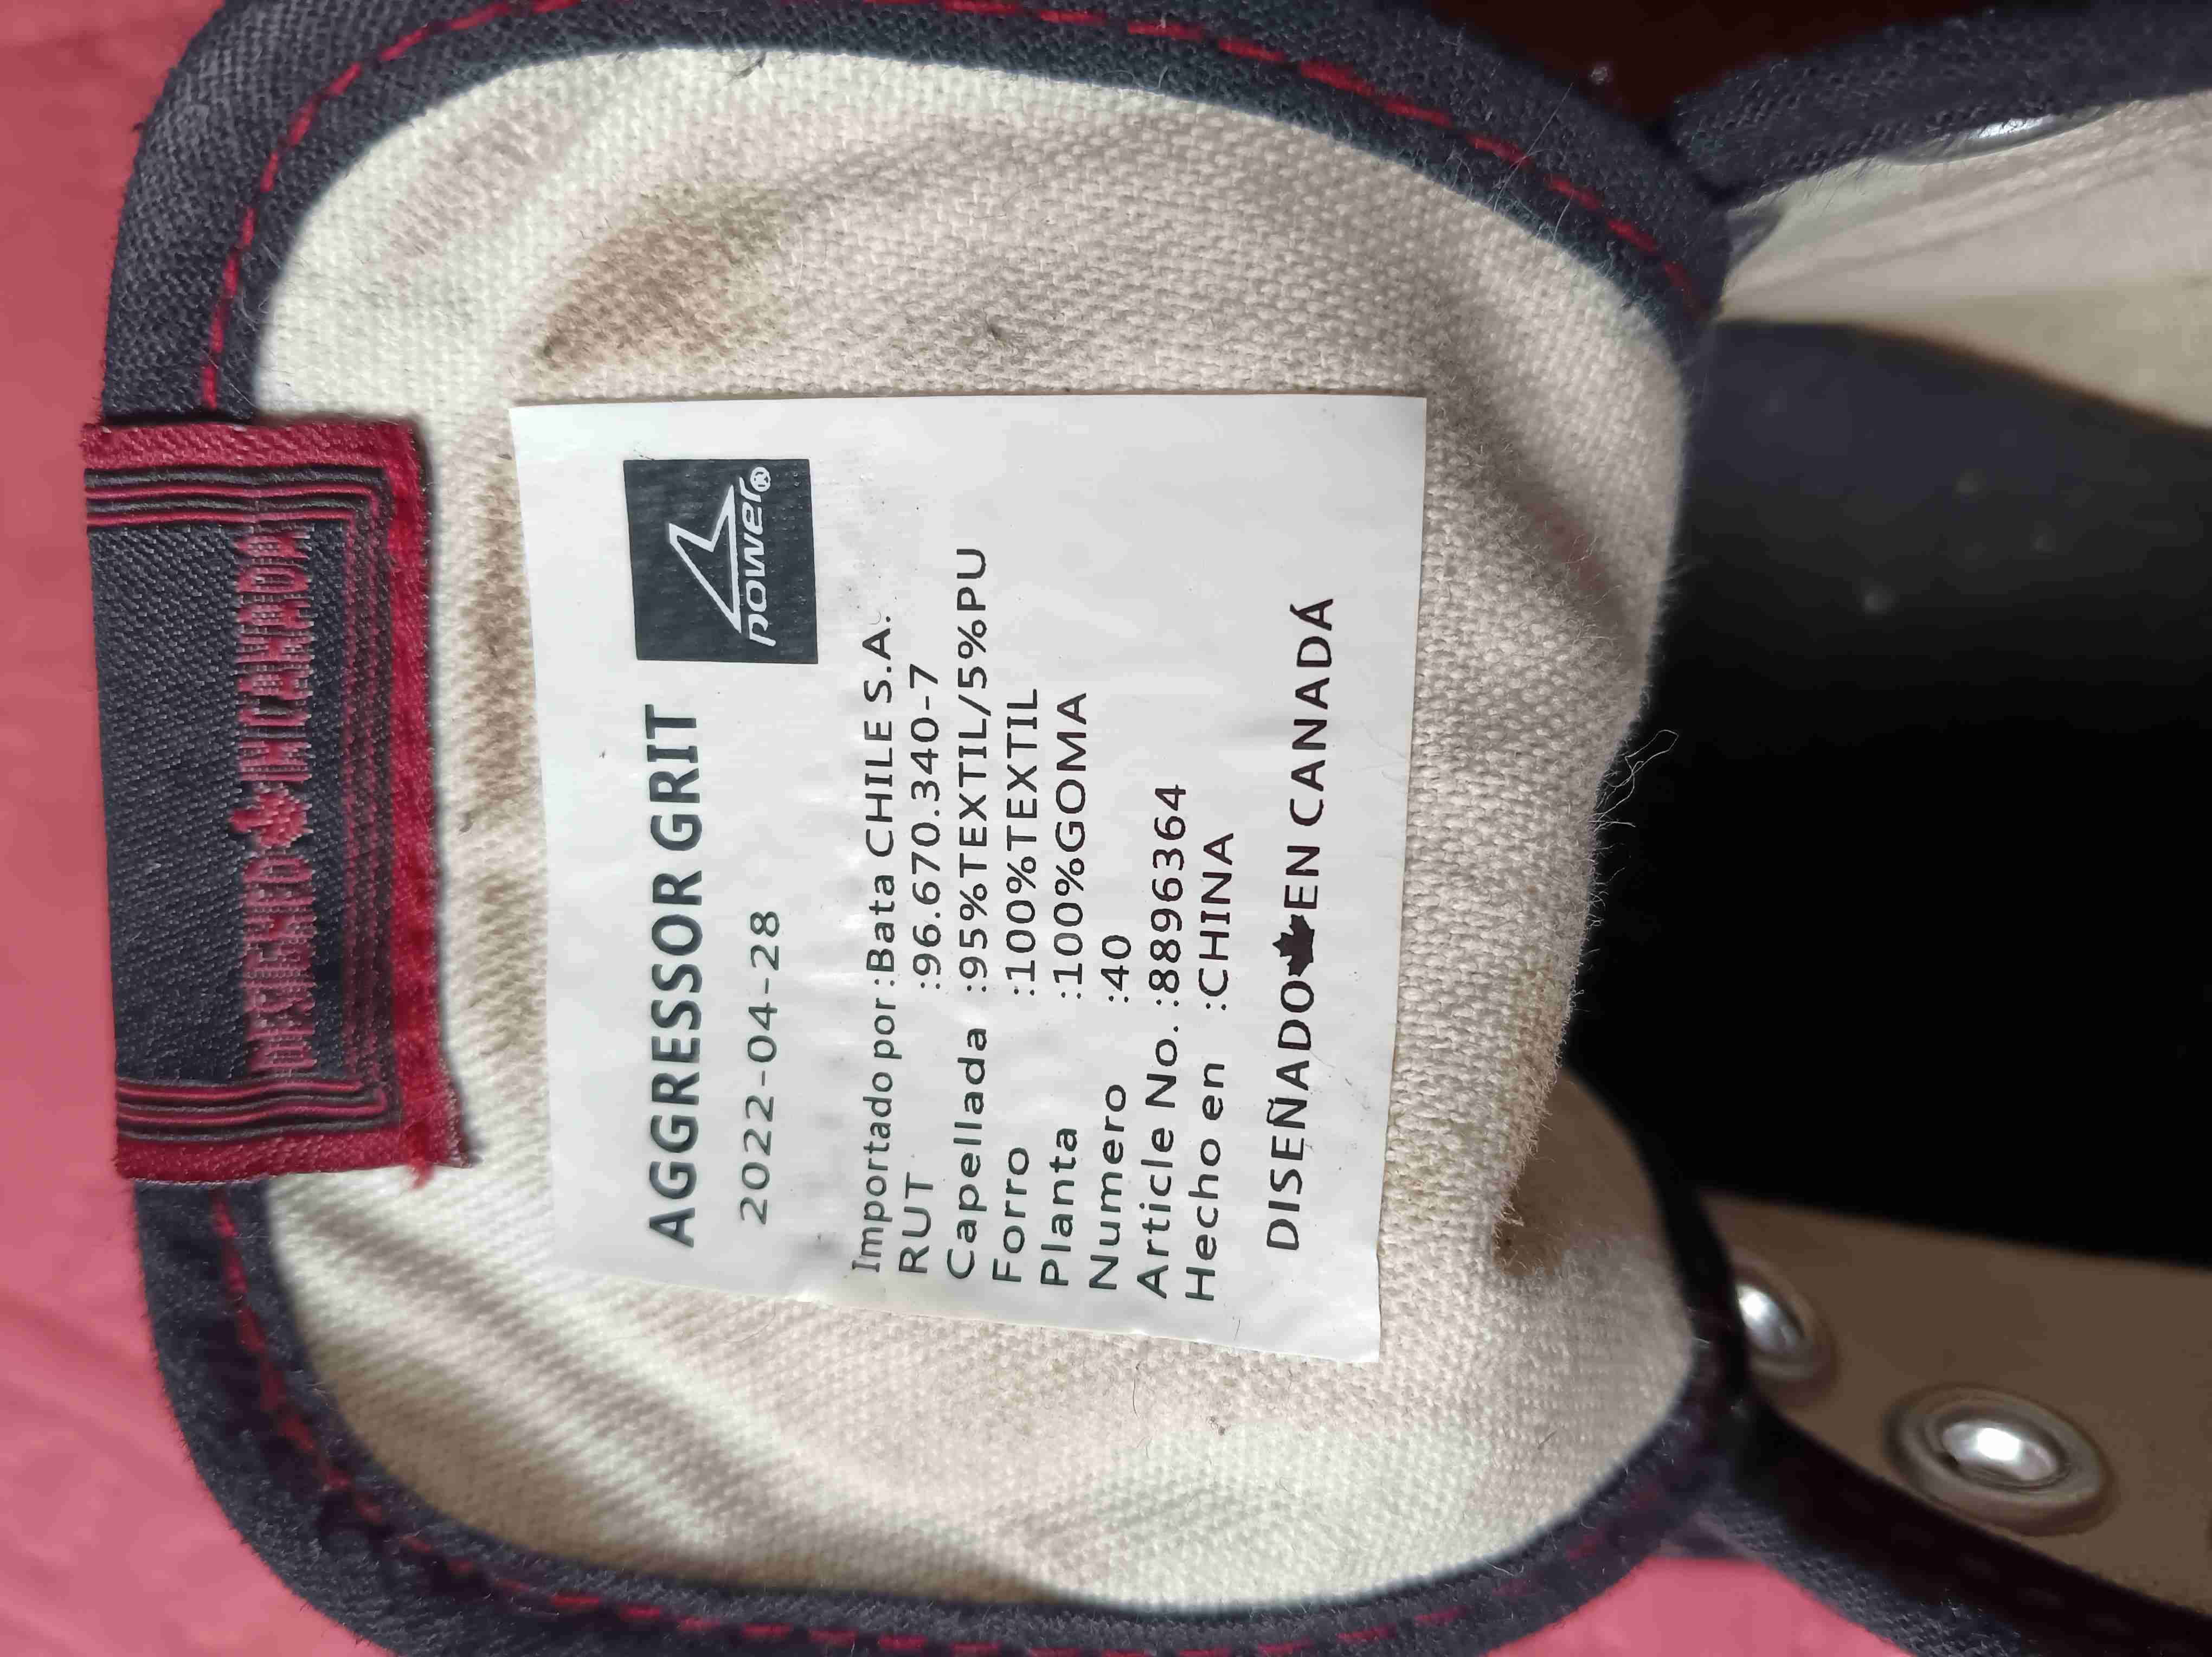 DESIGNED IN CANADA
AGGRESSOR GRIT
2022-04-28
power®
Importado por :Bata CHILE S.A.
RUT :96.670.340-7
Capellada :95%TEXTIL/5%PU
Forro :100%TEXTIL
Planta :100%GOMA
Numero :40
Article No. :8896364
Hecho en :CHINA
DISEÑADO EN CANADÁ